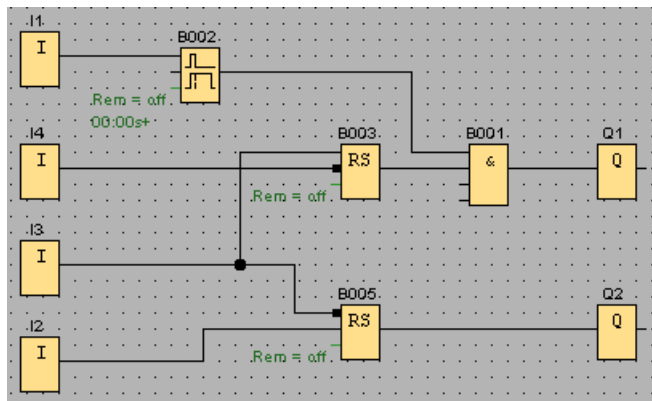 I1
I
B002
Rem = off
00:00s+
I4
I
B003
RS
Rem = off
B001
&
Q1
Q
I3
I
B005
RS
Rem = off
Q2
Q
I2
I